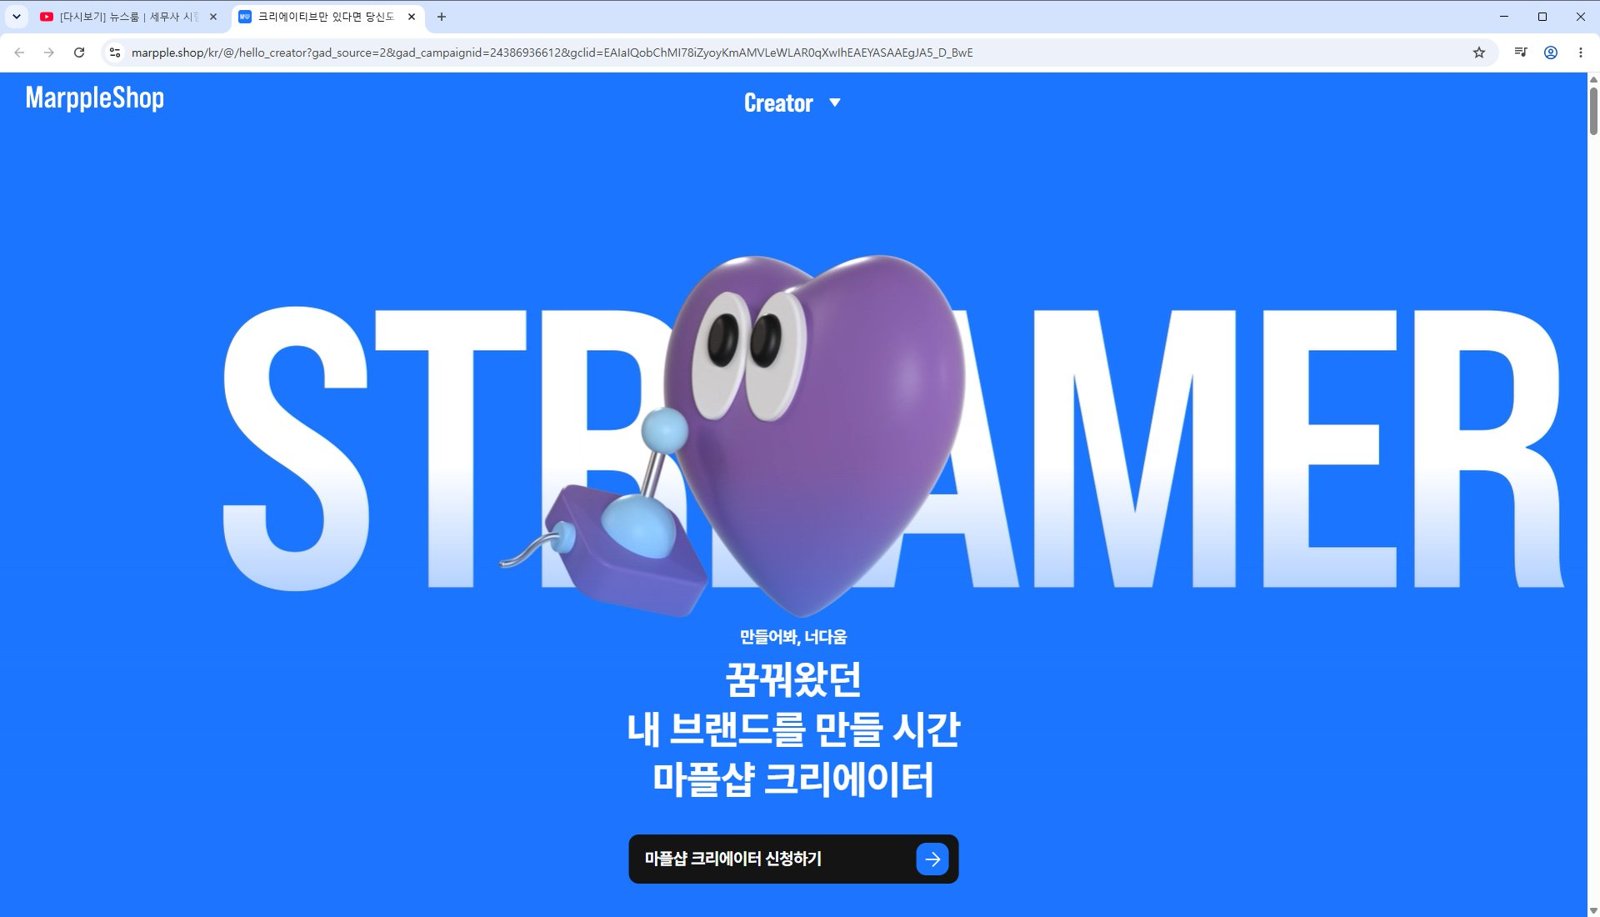 [다시보기] 뉴스룸 | 세무사 시험
크리에이티브만 있다면 당신도
marpple.shop/kr/@/hello_creator?gad_source=2&gad_campaignid=24386936612&gclid=EAIaIQobChMI78iZyoyKmAMVLeWLAR0qXwIhEAEYASAAEgJA5_D_BwE
MarppleShop
Creator
STREAMER
만들어봐, 너다움
꿈꿔왔던
내 브랜드를 만들 시간
마플샵 크리에이터
마플샵 크리에이터 신청하기